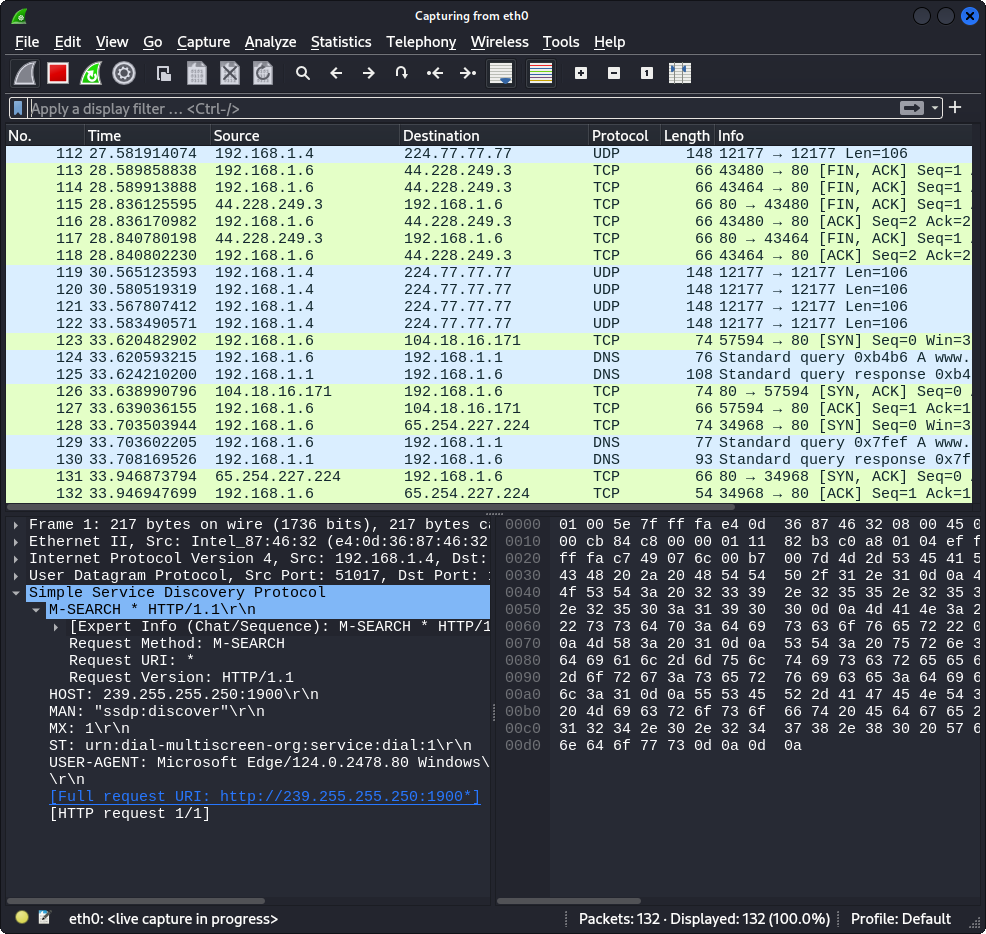 Capturing from eth0
File Edit View Go Capture Analyze Statistics Telephony Wireless Tools Help
Apply a display filter … <Ctrl-/>
No. Time Source Destination Protocol Length Info
112 27.581914074 192.168.1.4 224.77.77.77 UDP 148 12177 → 12177 Len=106
113 28.589858838 192.168.1.6 44.228.249.3 TCP 66 43480 → 80 [FIN, ACK] Seq=1
114 28.589913888 192.168.1.6 44.228.249.3 TCP 66 43464 → 80 [FIN, ACK] Seq=1
115 28.836125595 44.228.249.3 192.168.1.6 TCP 66 80 → 43480 [FIN, ACK] Seq=1
116 28.836170982 192.168.1.6 44.228.249.3 TCP 66 43480 → 80 [ACK] Seq=2 Ack=2
117 28.840780198 44.228.249.3 192.168.1.6 TCP 66 80 → 43464 [FIN, ACK] Seq=1
118 28.840802230 192.168.1.6 44.228.249.3 TCP 66 43464 → 80 [ACK] Seq=2 Ack=2
119 30.565123593 192.168.1.4 224.77.77.77 UDP 148 12177 → 12177 Len=106
120 30.580519319 192.168.1.4 224.77.77.77 UDP 148 12177 → 12177 Len=106
121 33.567807412 192.168.1.4 224.77.77.77 UDP 148 12177 → 12177 Len=106
122 33.583490571 192.168.1.4 224.77.77.77 UDP 148 12177 → 12177 Len=106
123 33.620482902 192.168.1.6 104.18.16.171 TCP 74 57594 → 80 [SYN] Seq=0 Win=3
124 33.620593215 192.168.1.6 192.168.1.1 DNS 76 Standard query 0xb4b6 A www.
125 33.624210200 192.168.1.1 192.168.1.6 DNS 108 Standard query response 0xb4
126 33.638990796 104.18.16.171 192.168.1.6 TCP 74 80 → 57594 [SYN, ACK] Seq=0
127 33.639036155 192.168.1.6 104.18.16.171 TCP 66 57594 → 80 [ACK] Seq=1 Ack=1
128 33.703503944 192.168.1.6 65.254.227.224 TCP 74 34968 → 80 [SYN] Seq=0 Win=3
129 33.703602205 192.168.1.6 192.168.1.1 DNS 77 Standard query 0x7fef A www.
130 33.708169526 192.168.1.1 192.168.1.6 DNS 93 Standard query response 0x7f
131 33.946873794 65.254.227.224 192.168.1.6 TCP 66 80 → 34968 [SYN, ACK] Seq=0
132 33.946947699 192.168.1.6 65.254.227.224 TCP 54 34968 → 80 [ACK] Seq=1 Ack=1
Frame 1: 217 bytes on wire (1736 bits), 217 bytes ca
Ethernet II, Src: Intel_87:46:32 (e4:0d:36:87:46:32
Internet Protocol Version 4, Src: 192.168.1.4, Dst:
User Datagram Protocol, Src Port: 51017, Dst Port:
Simple Service Discovery Protocol
M-SEARCH * HTTP/1.1\r\n
[Expert Info (Chat/Sequence): M-SEARCH * HTTP/1
Request Method: M-SEARCH
Request URI: *
Request Version: HTTP/1.1
HOST: 239.255.255.250:1900\r\n
MAN: "ssdp:discover"\r\n
MX: 1\r\n
ST: urn:dial-multiscreen-org:service:dial:1\r\n
USER-AGENT: Microsoft Edge/124.0.2478.80 Windows\
\r\n
[Full request URI: http://239.255.255.250:1900*]
[HTTP request 1/1]
0000 01 00 5e 7f ff fa e4 0d 36 87 46 32 08 00 45 0
0010 00 cb 84 c8 00 00 01 11 82 b3 c0 a8 01 04 ef f
0020 ff fa c7 49 07 6c 00 b7 00 7d 4d 2d 53 45 41 5
0030 43 48 20 2a 20 48 54 54 50 2f 31 2e 31 0d 0a 4
0040 4f 53 54 3a 20 32 33 39 2e 32 35 35 2e 32 35 3
0050 2e 32 35 30 3a 31 39 30 30 0d 0a 4d 41 4e 3a 2
0060 22 73 73 64 70 3a 64 69 73 63 6f 76 65 72 22 0
0070 0a 4d 58 3a 20 31 0d 0a 53 54 3a 20 75 72 6e 3
0080 64 69 61 6c 2d 6d 75 6c 74 69 73 63 72 65 65 6
0090 2d 6f 72 67 3a 73 65 72 76 69 63 65 3a 64 69 6
00a0 6c 3a 31 0d 0a 55 53 45 52 2d 41 47 45 4e 54 3
00b0 20 4d 69 63 72 6f 73 6f 66 74 20 45 64 67 65 2
00c0 31 32 34 2e 30 2e 32 34 37 38 2e 38 30 20 57 6
00d0 6e 64 6f 77 73 0d 0a 0d 0a
eth0: <live capture in progress> Packets: 132 · Displayed: 132 (100.0%) Profile: Default